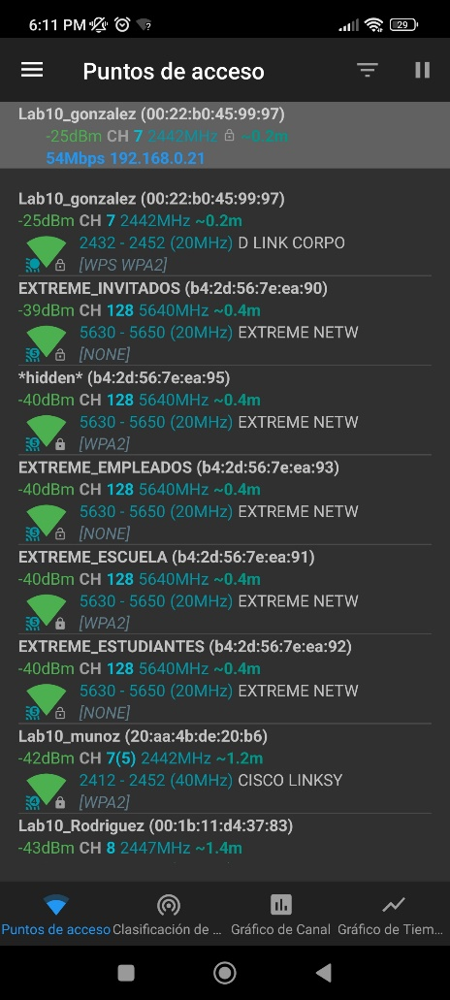 6:11 PM
29
Puntos de acceso
Lab10_gonzalez (00:22:b0:45:99:97)
-25dBm CH 7 2442MHz ~0.2m
54Mbps 192.168.0.21
Lab10_gonzalez (00:22:b0:45:99:97)
-25dBm CH 7 2442MHz ~0.2m
2432 - 2452 (20MHz) D LINK CORPO
[WPS WPA2]
EXTREME_INVITADOS (b4:2d:56:7e:ea:90)
-39dBm CH 128 5640MHz ~0.4m
5630 - 5650 (20MHz) EXTREME NETW
5 [NONE]
*hidden* (b4:2d:56:7e:ea:95)
-40dBm CH 128 5640MHz ~0.4m
5630 - 5650 (20MHz) EXTREME NETW
5 [WPA2]
EXTREME_EMPLEADOS (b4:2d:56:7e:ea:93)
-40dBm CH 128 5640MHz ~0.4m
5630 - 5650 (20MHz) EXTREME NETW
5 [NONE]
EXTREME_ESCUELA (b4:2d:56:7e:ea:91)
-40dBm CH 128 5640MHz ~0.4m
5630 - 5650 (20MHz) EXTREME NETW
5 [WPA2]
EXTREME_ESTUDIANTES (b4:2d:56:7e:ea:92)
-40dBm CH 128 5640MHz ~0.4m
5630 - 5650 (20MHz) EXTREME NETW
5 [NONE]
Lab10_munoz (20:aa:4b:de:20:b6)
-42dBm CH 7(5) 2442MHz ~1.2m
2412 - 2452 (40MHz) CISCO LINKSY
4 [WPA2]
Lab10_Rodriguez (00:1b:11:d4:37:83)
-43dBm CH 8 2447MHz ~1.4m
Puntos de acceso Clasificación de ... Gráfico de Canal Gráfico de Tiem...